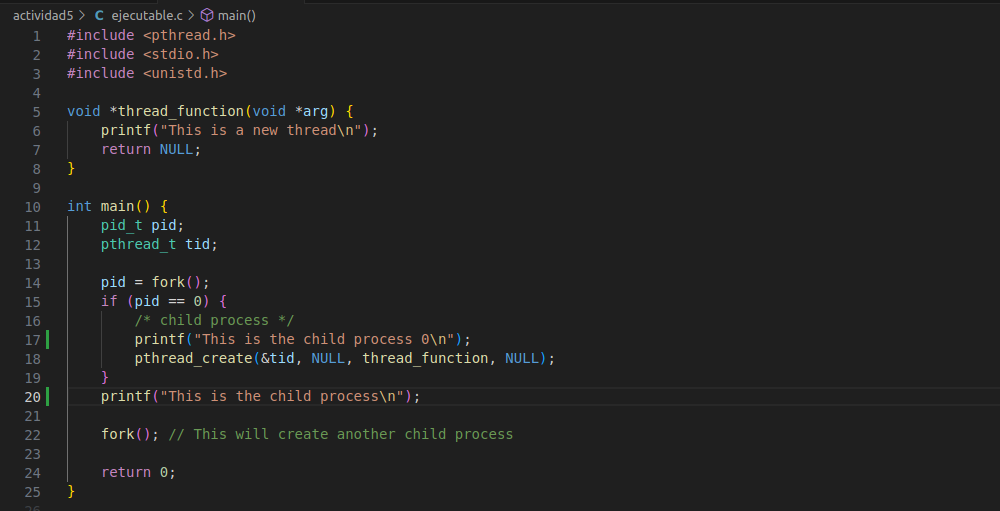 actividad5 > C ejecutable.c > main()
1 #include <pthread.h>
2 #include <stdio.h>
3 #include <unistd.h>
4
5 void *thread_function(void *arg) {
6     printf("This is a new thread\n");
7     return NULL;
8 }
9
10 int main() {
11     pid_t pid;
12     pthread_t tid;
13
14     pid = fork();
15     if (pid == 0) {
16         /* child process */
17         printf("This is the child process 0\n");
18         pthread_create(&tid, NULL, thread_function, NULL);
19     }
20     printf("This is the child process\n");
21
22     fork(); // This will create another child process
23
24     return 0;
25 }
26